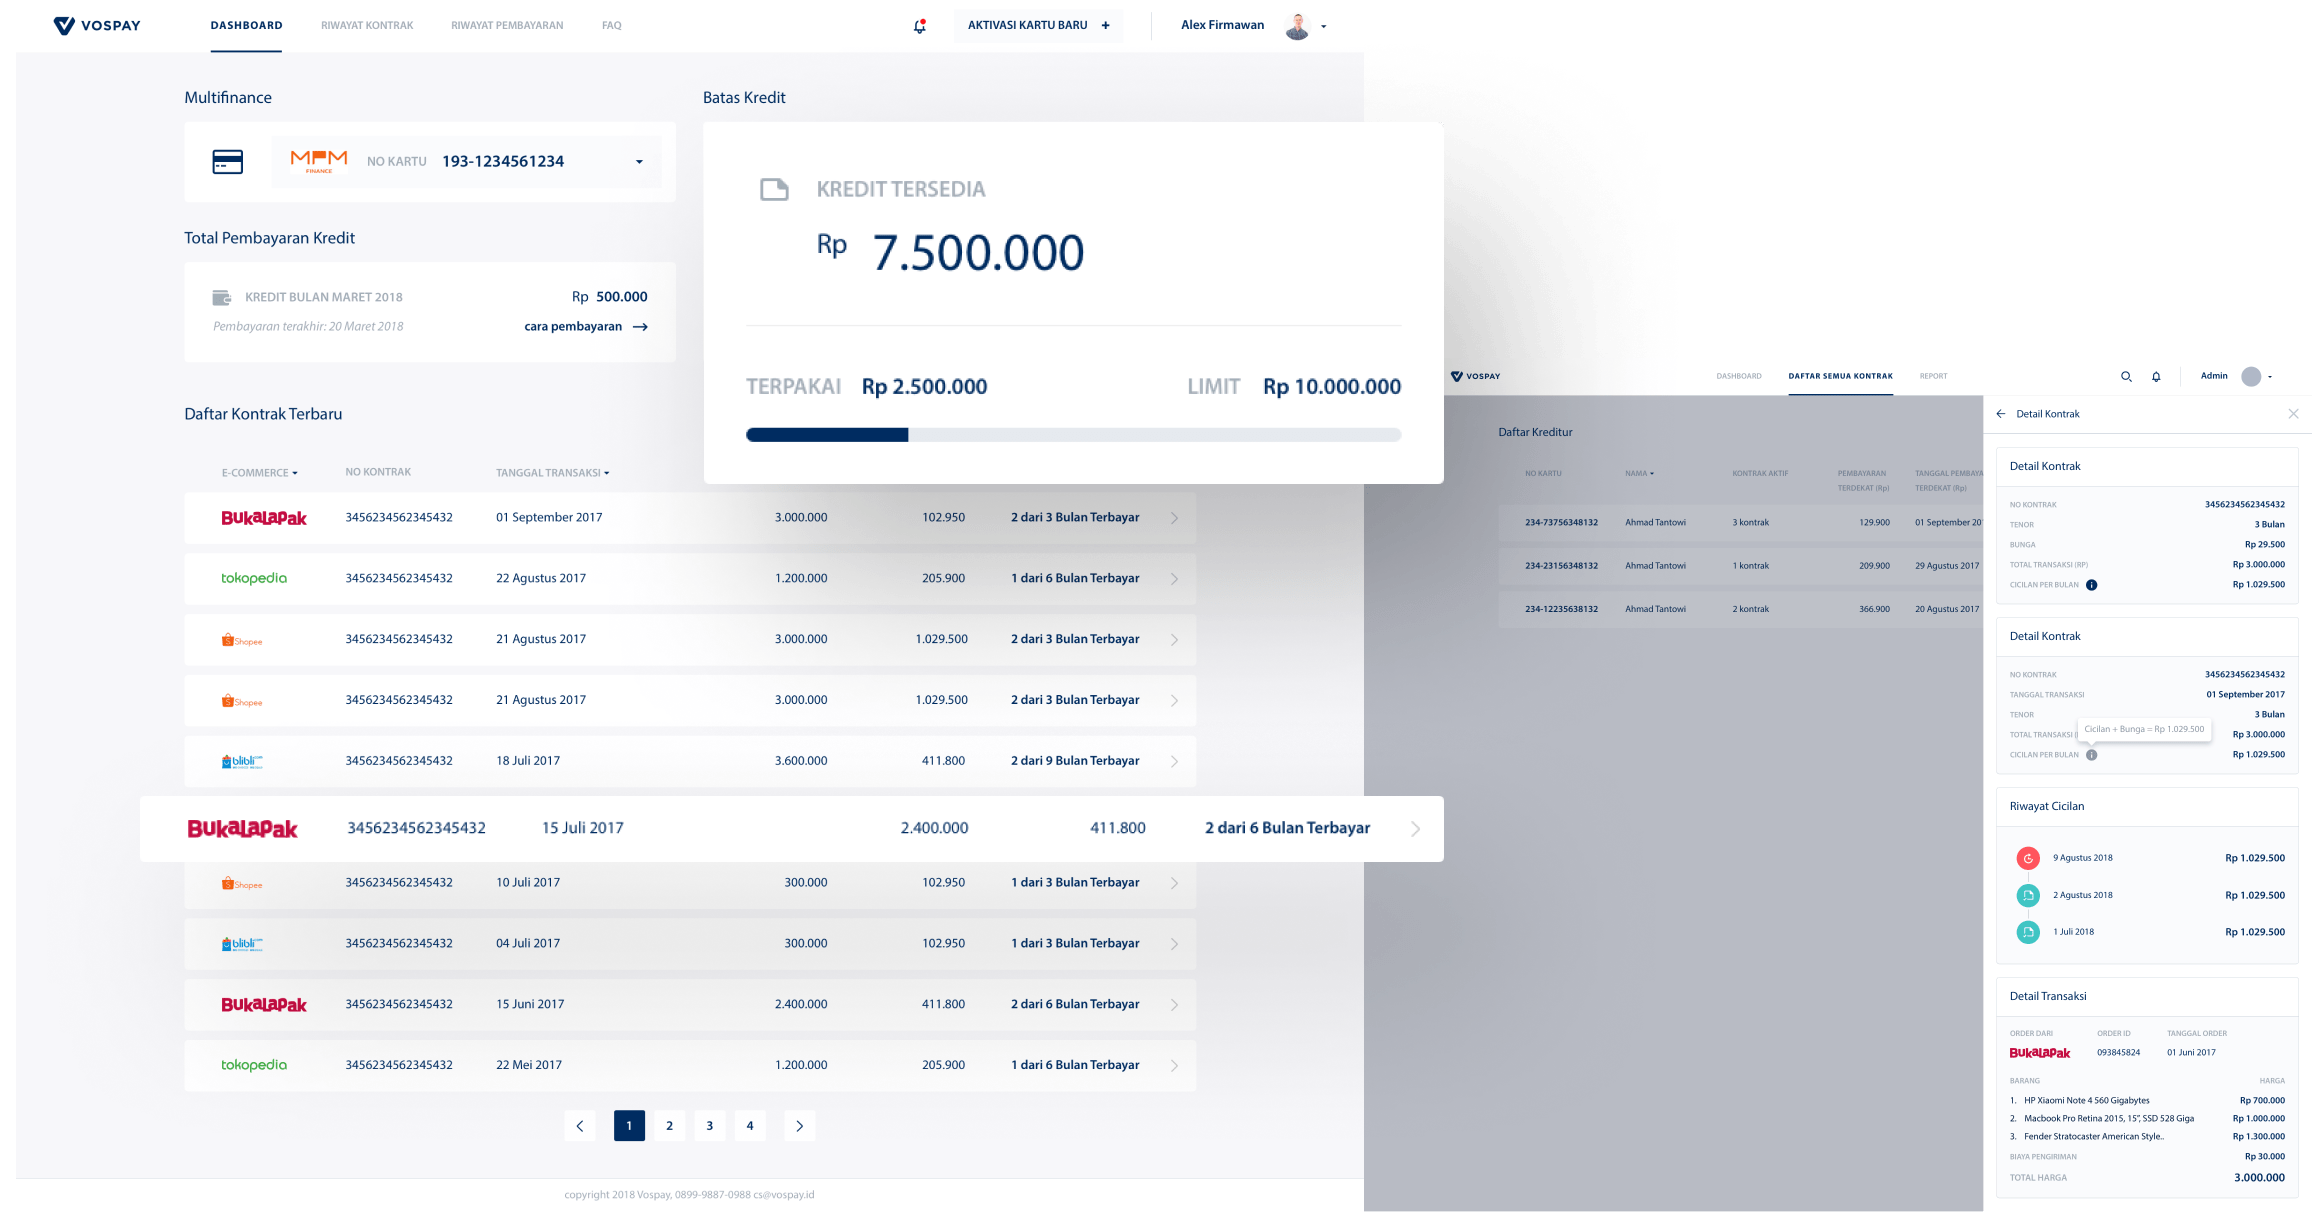 VOSPAY
DASHBOARD RIWAYAT KONTRAK RIWAYAT PEMBAYARAN FAQ
AKTIVASI KARTU BARU +
Alex Firmawan
Multifinance
MPM FINANCE
NO KARTU 193-1234561234
Total Pembayaran Kredit
KREDIT BULAN MARET 2018 Rp 500.000
Pembayaran terakhir: 20 Maret 2018 cara pembayaran →
Batas Kredit
KREDIT TERSEDIA
Rp 7.500.000
TERPAKAI Rp 2.500.000 LIMIT Rp 10.000.000
Daftar Kontrak Terbaru
E-COMMERCE NO KONTRAK TANGGAL TRANSAKSI
BukaLaPak 3456234562345432 01 September 2017 3.000.000 102.950 2 dari 3 Bulan Terbayar
tokopedia 3456234562345432 22 Agustus 2017 1.200.000 205.900 1 dari 6 Bulan Terbayar
Shopee 3456234562345432 21 Agustus 2017 3.000.000 1.029.500 2 dari 3 Bulan Terbayar
Shopee 3456234562345432 21 Agustus 2017 3.000.000 1.029.500 2 dari 3 Bulan Terbayar
blibli.com 3456234562345432 18 Juli 2017 3.600.000 411.800 2 dari 9 Bulan Terbayar
BukaLaPak 3456234562345432 15 Juli 2017 2.400.000 411.800 2 dari 6 Bulan Terbayar
Shopee 3456234562345432 10 Juli 2017 300.000 102.950 1 dari 3 Bulan Terbayar
blibli.com 3456234562345432 04 Juli 2017 300.000 102.950 1 dari 3 Bulan Terbayar
BukaLaPak 3456234562345432 15 Juni 2017 2.400.000 411.800 2 dari 6 Bulan Terbayar
tokopedia 3456234562345432 22 Mei 2017 1.200.000 205.900 1 dari 6 Bulan Terbayar
1 2 3 4
copyright 2018 Vospay, 0899-9887-0988 cs@vospay.id
VOSPAY
DASHBOARD DAFTAR SEMUA KONTRAK REPORT
Admin
Daftar Kreditur
NO KARTU NAMA KONTRAK AKTIF PEMBAYARAN TANGGAL PEMBAYA
TERDEKAT (Rp) TERDEKAT (Rp)
234-73756348132 Ahmad Tantowi 3 kontrak 129.900 01 September 20
234-23156348132 Ahmad Tantowi 1 kontrak 209.900 29 Agustus 2017
234-12235638132 Ahmad Tantowi 2 kontrak 366.900 20 Agustus 2017
← Detail Kontrak
Detail Kontrak
NO KONTRAK 3456234562345432
TENOR 3 Bulan
BUNGA Rp 29.500
TOTAL TRANSAKSI (RP) Rp 3.000.000
CICILAN PER BULAN Rp 1.029.500
Detail Kontrak
NO KONTRAK 3456234562345432
TANGGAL TRANSAKSI 01 September 2017
TENOR 3 Bulan
Cicilan + Bunga = Rp 1.029.500
TOTAL TRANSAKSI Rp 3.000.000
CICILAN PER BULAN Rp 1.029.500
Riwayat Cicilan
9 Agustus 2018 Rp 1.029.500
2 Agustus 2018 Rp 1.029.500
1 Juli 2018 Rp 1.029.500
Detail Transaksi
ORDER DARI ORDER ID TANGGAL ORDER
BukaLaPak 093845824 01 Juni 2017
BARANG HARGA
1. HP Xiaomi Note 4 560 Gigabytes Rp 700.000
2. Macbook Pro Retina 2015, 15", SSD 528 Giga Rp 1.000.000
3. Fender Stratocaster American Style.. Rp 1.300.000
BIAYA PENGIRIMAN Rp 30.000
TOTAL HARGA 3.000.000